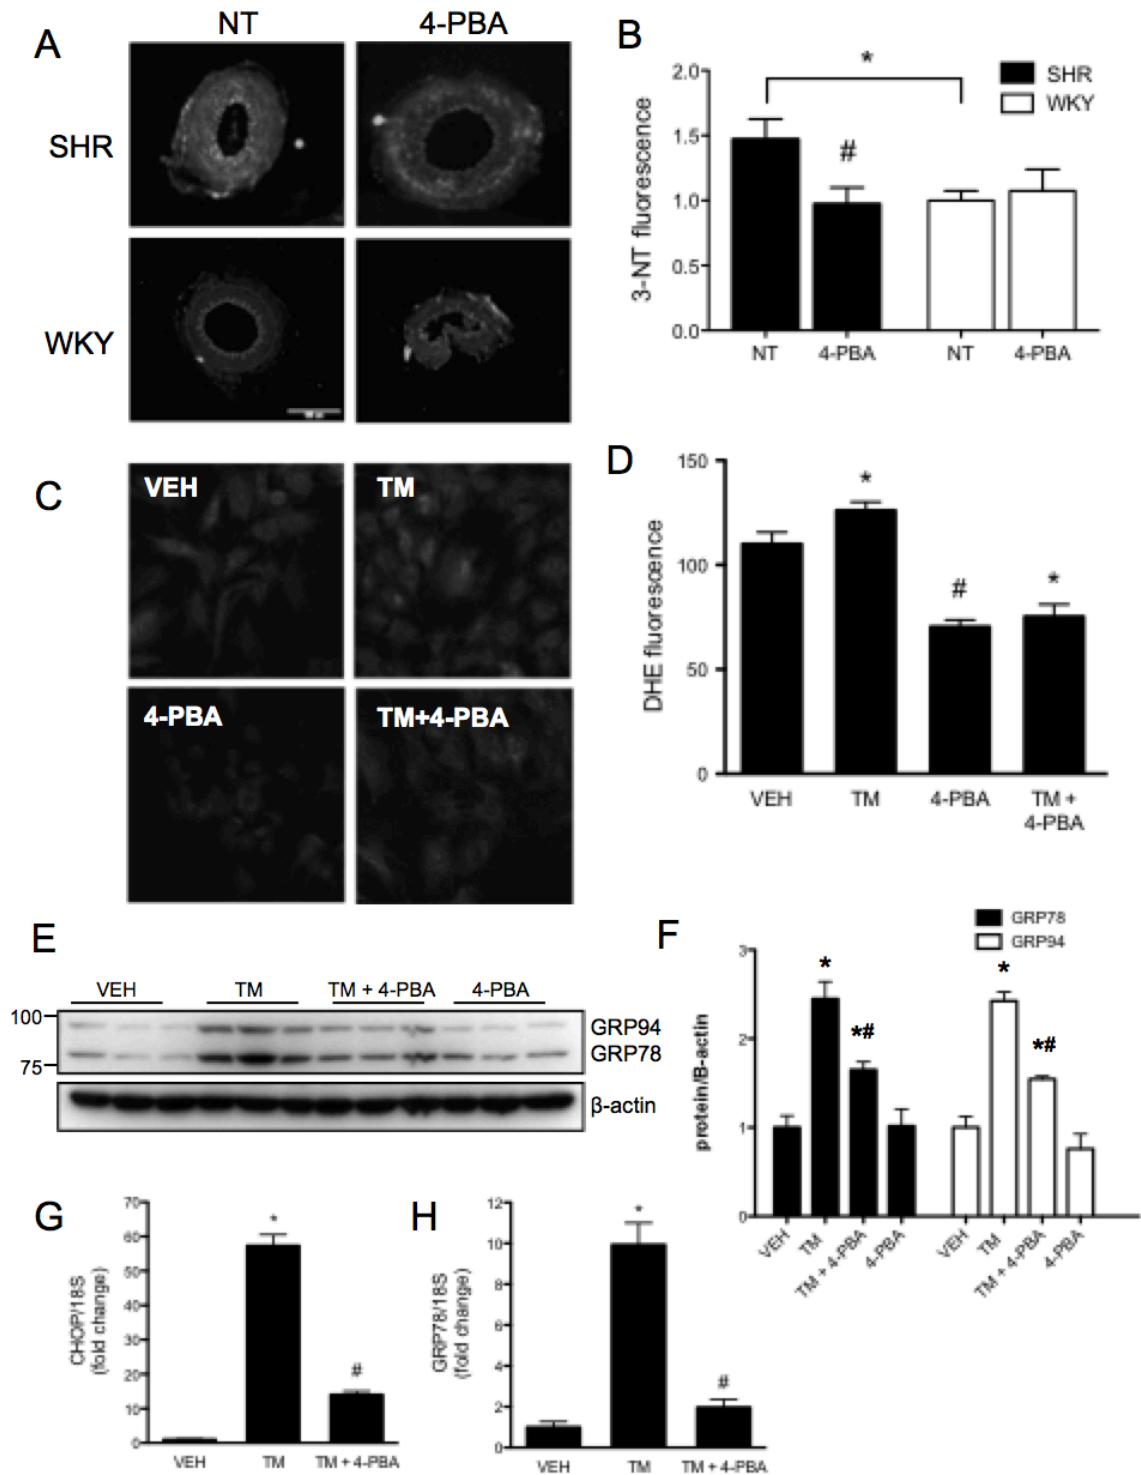 A
NT
4-PBA
SHR
WKY
B
*
SHR
WKY
#
3-NT fluorescence
2.0
1.5
1.0
0.5
0.0
NT
4-PBA
NT
4-PBA
C
VEH
TM
4-PBA
TM+4-PBA
D
DHE fluorescence
150
100
50
0
*
#
*
VEH
TM
4-PBA
TM +
4-PBA
E
VEH
TM
TM + 4-PBA
4-PBA
100
75
GRP94
GRP78
β-actin
F
GRP78
GRP94
protein/B-actin
3
2
1
0
*
*#
*
*#
VEH
TM
TM + 4-PBA
4-PBA
VEH
TM
TM + 4-PBA
4-PBA
G
CHOP/18S
(fold change)
70
60
50
40
30
20
10
0
*
#
VEH
TM
TM + 4-PBA
H
GRP78/18S
(fold change)
12
10
8
6
4
2
0
*
#
VEH
TM
TM + 4-PBA